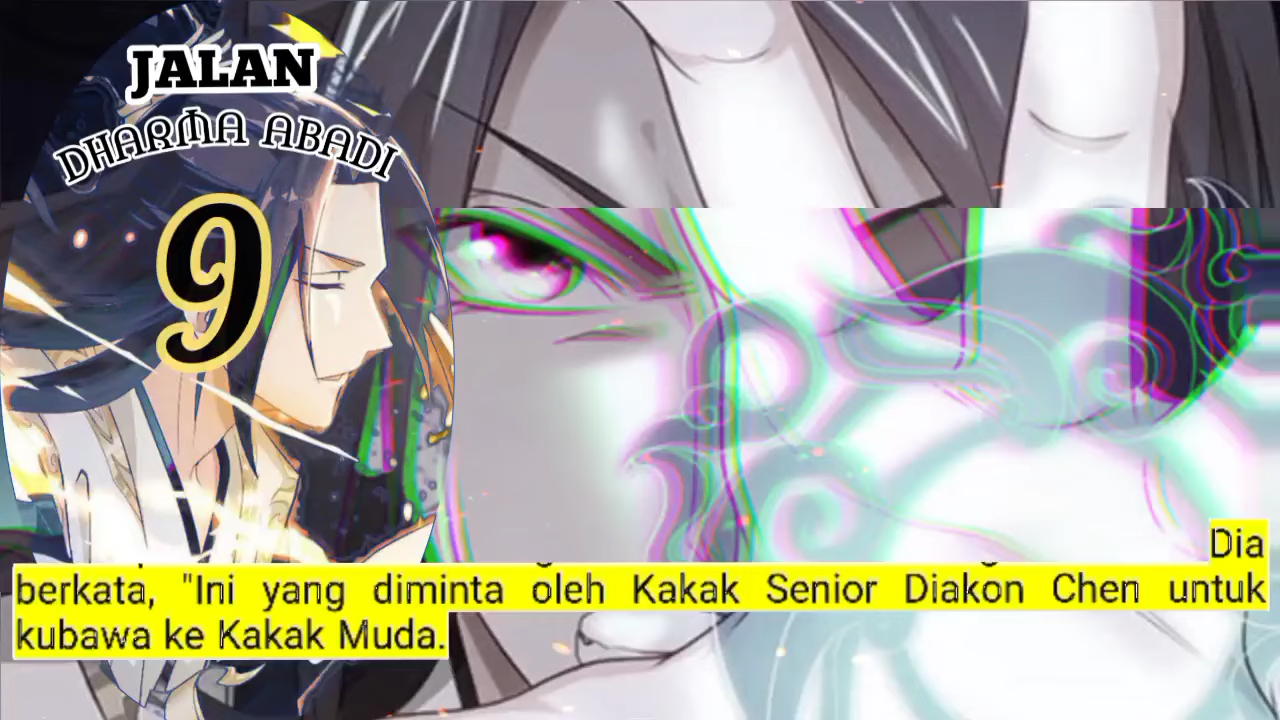 JALAN
DHARMA ABADI
9
Dia
berkata, "Ini yang diminta oleh Kakak Senior Diakon Chen untuk
kubawa ke Kakak Muda.